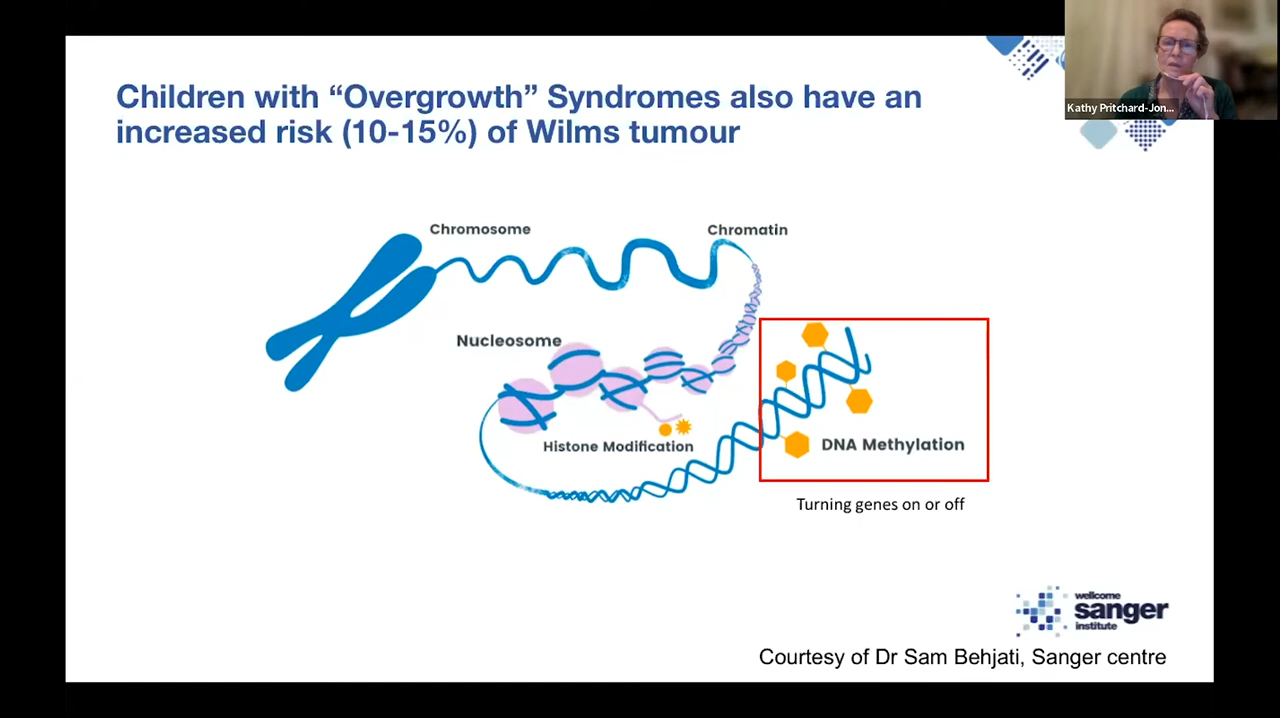 Children with “Overgrowth” Syndromes also have an
increased risk (10-15%) of Wilms tumour
Kathy Pritchard-Jon...
Chromosome
Chromatin
Nucleosome
Histone Modification
DNA Methylation
Turning genes on or off
wellcome
sanger
institute
Courtesy of Dr Sam Behjati, Sanger centre